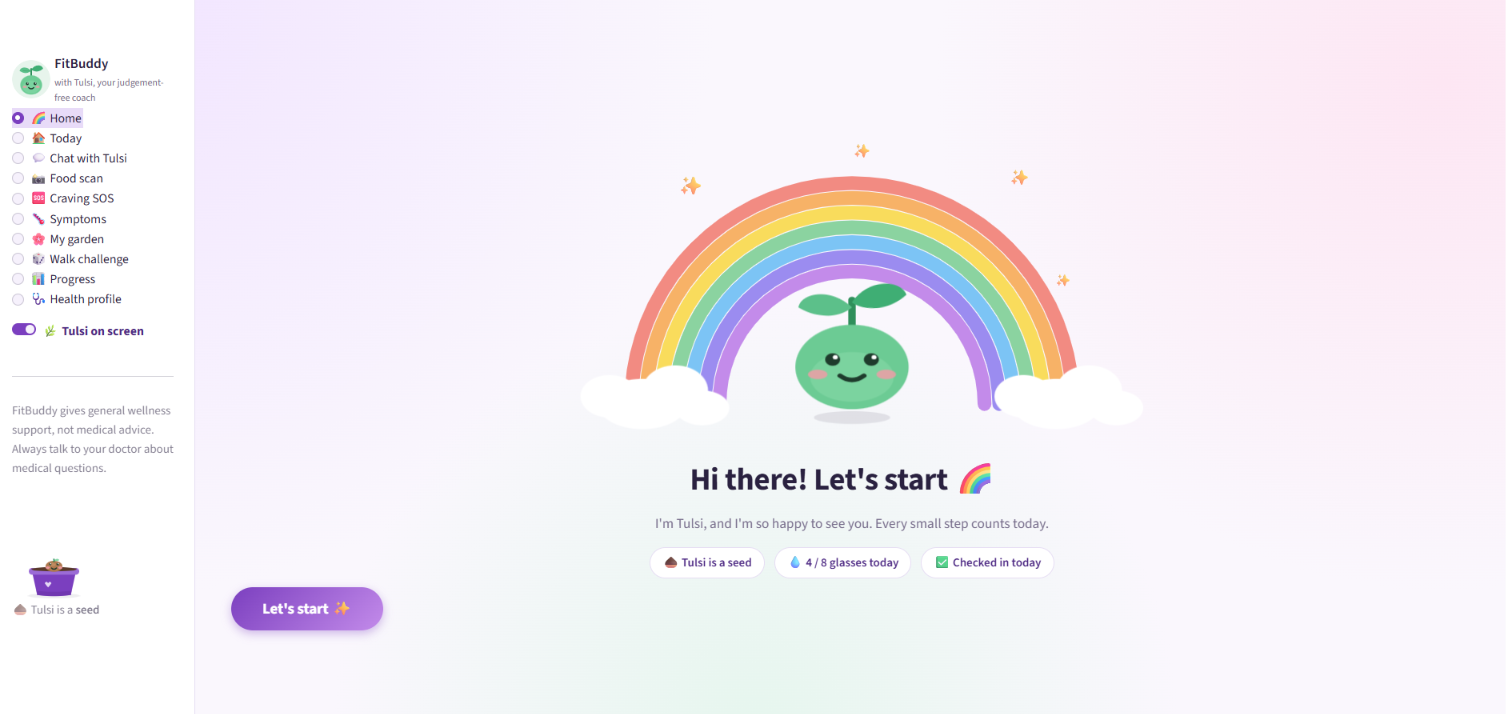 FitBuddy
with Tulsi, your judgement-
free coach
Home
Today
Chat with Tulsi
Food scan
SOS Craving SOS
Symptoms
My garden
Walk challenge
Progress
Health profile
Tulsi on screen
FitBuddy gives general wellness
support, not medical advice.
Always talk to your doctor about
medical questions.
Tulsi is a seed
Hi there! Let's start
I'm Tulsi, and I'm so happy to see you. Every small step counts today.
Tulsi is a seed
4 / 8 glasses today
Checked in today
Let's start